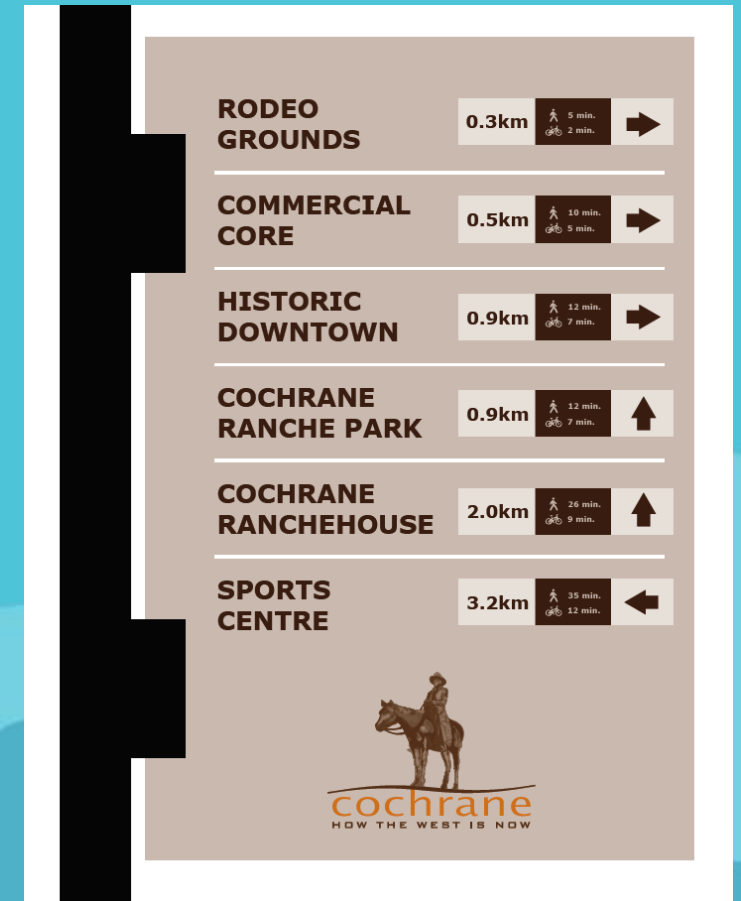 RODEO
GROUNDS
0.3km
5 min.
2 min.
COMMERCIAL
CORE
0.5km
10 min.
5 min.
HISTORIC
DOWNTOWN
0.9km
12 min.
7 min.
COCHRANE
RANCHE PARK
0.9km
12 min.
7 min.
COCHRANE
RANCHEHOUSE
2.0km
26 min.
9 min.
SPORTS
CENTRE
3.2km
35 min.
12 min.
cochrane
HOW THE WEST IS NOW